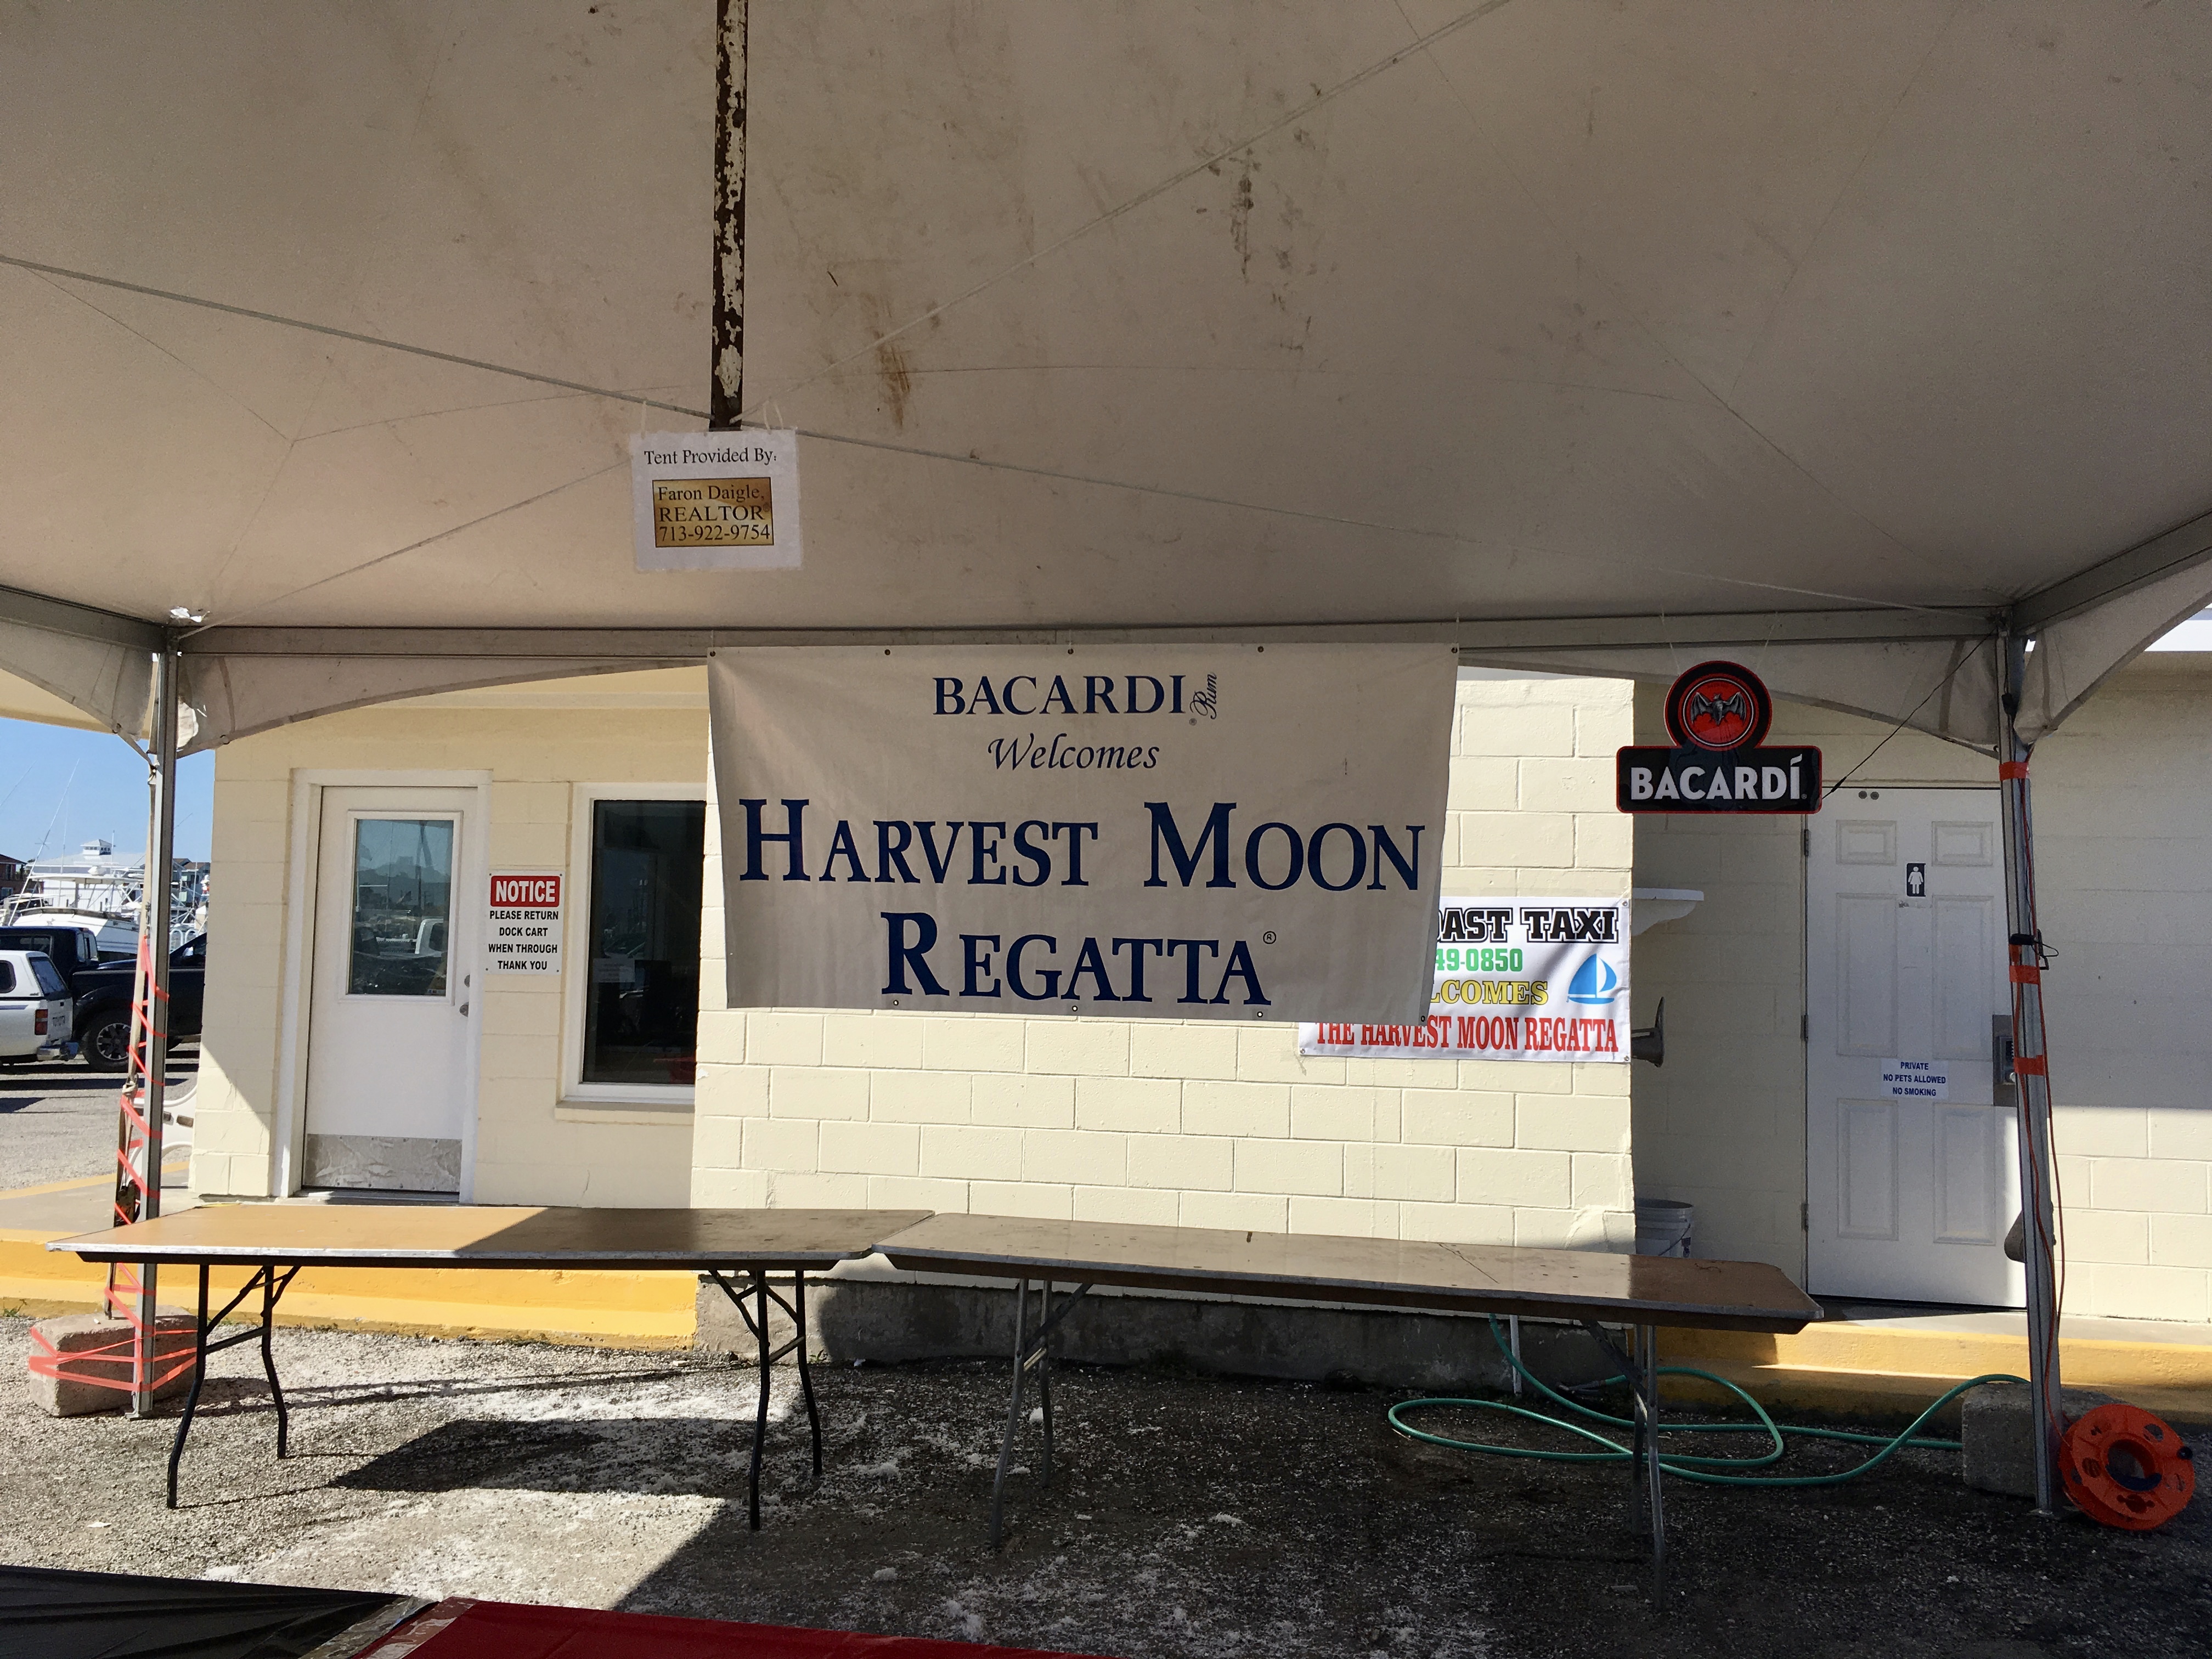 Tent Provided By:
Faron Daigle,
REALTOR®
713-922-9754
BACARDI® Rum
Welcomes
HARVEST MOON
REGATTA®
BACARDÍ®
NOTICE
PLEASE RETURN
DOCK CART
WHEN THROUGH
THANK YOU
TAXI
49-0850
THE HARVEST MOON REGATTA
PRIVATE
NO PETS ALLOWED
NO SMOKING